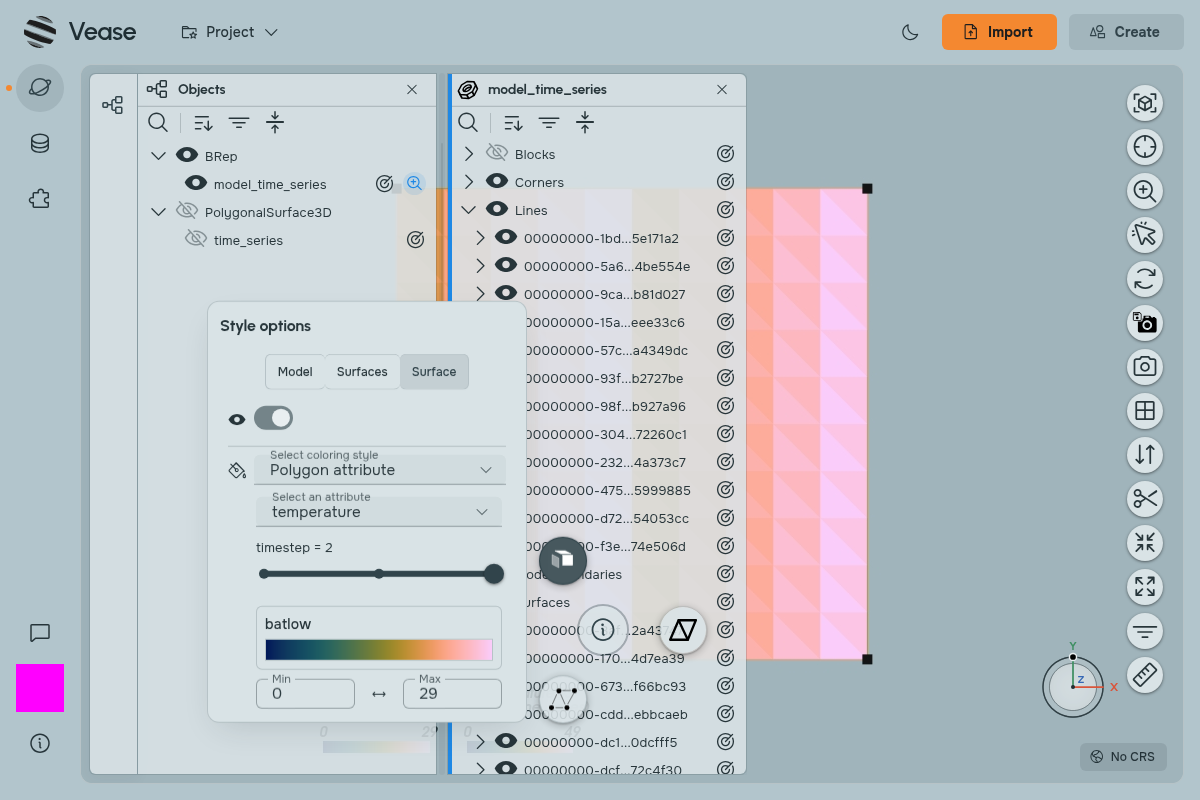 Vease
Project
Import
Create
Objects
BRep
model_time_series
PolygonalSurface3D
time_series
model_time_series
Blocks
Corners
Lines
00000000-1bd...5e171a2
00000000-5a6...4be554e
00000000-9ca...b81d027
00000000-15a...eee33c6
00000000-57c...a4349dc
00000000-93f...b2727be
00000000-98f...b927a96
00000000-304...72260c1
00000000-232...4a373c7
00000000-475...5999885
00000000-d72...54053cc
00000000-f3e...74e506d
urfaces
00000000-170...4d7ea39
00000000-673...f66bc93
00000000-cdd...ebbcaeb
00000000-dc1...0dcfff5
00000000-dcf...72c4f30
Style options
Model
Surfaces
Surface
Select coloring style
Polygon attribute
Select an attribute
temperature
timestep = 2
batlow
Min
0
Max
29
0
29
0
49
Y
Z
X
No CRS